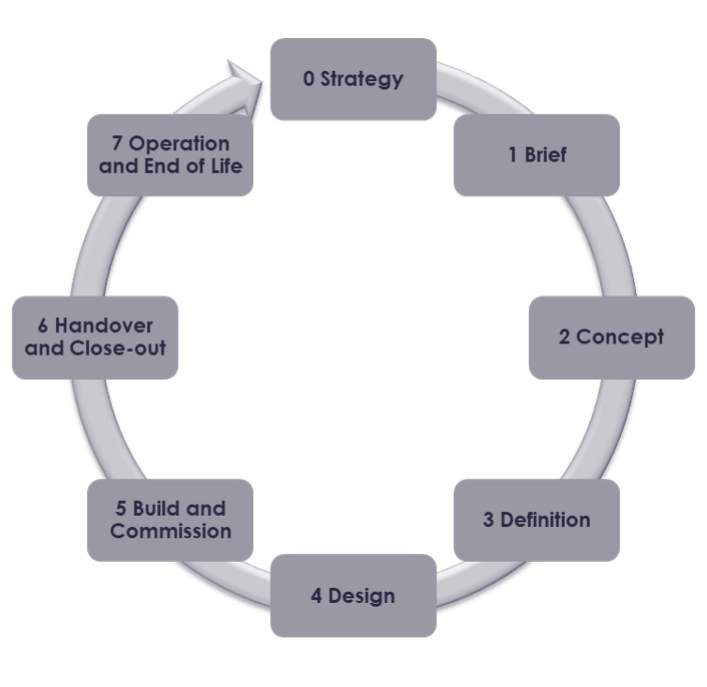 0 Strategy
1 Brief
2 Concept
3 Definition
4 Design
5 Build and
Commission
6 Handover
and Close-out
7 Operation
and End of Life